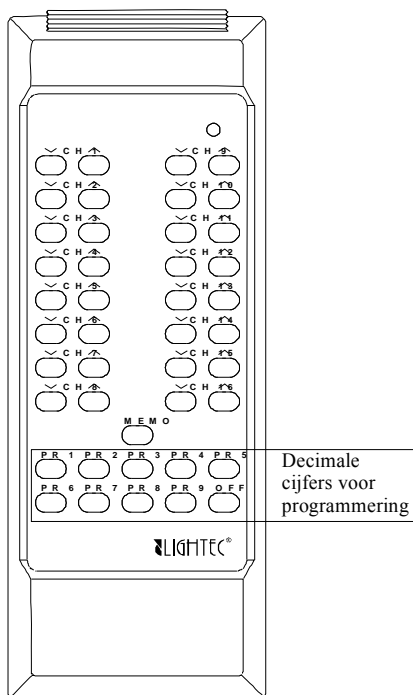 CH 1 CH 9
CH 2 CH 10
CH 3 CH 11
CH 4 CH 12
CH 5 CH 13
CH 6 CH 14
CH 7 CH 15
CH 8 CH 16
MEMO
PR 1 PR 2 PR 3 PR 4 PR 5
PR 6 PR 7 PR 8 PR 9 OFF
Decimale
cijfers voor
programmering
LIGHTEC®